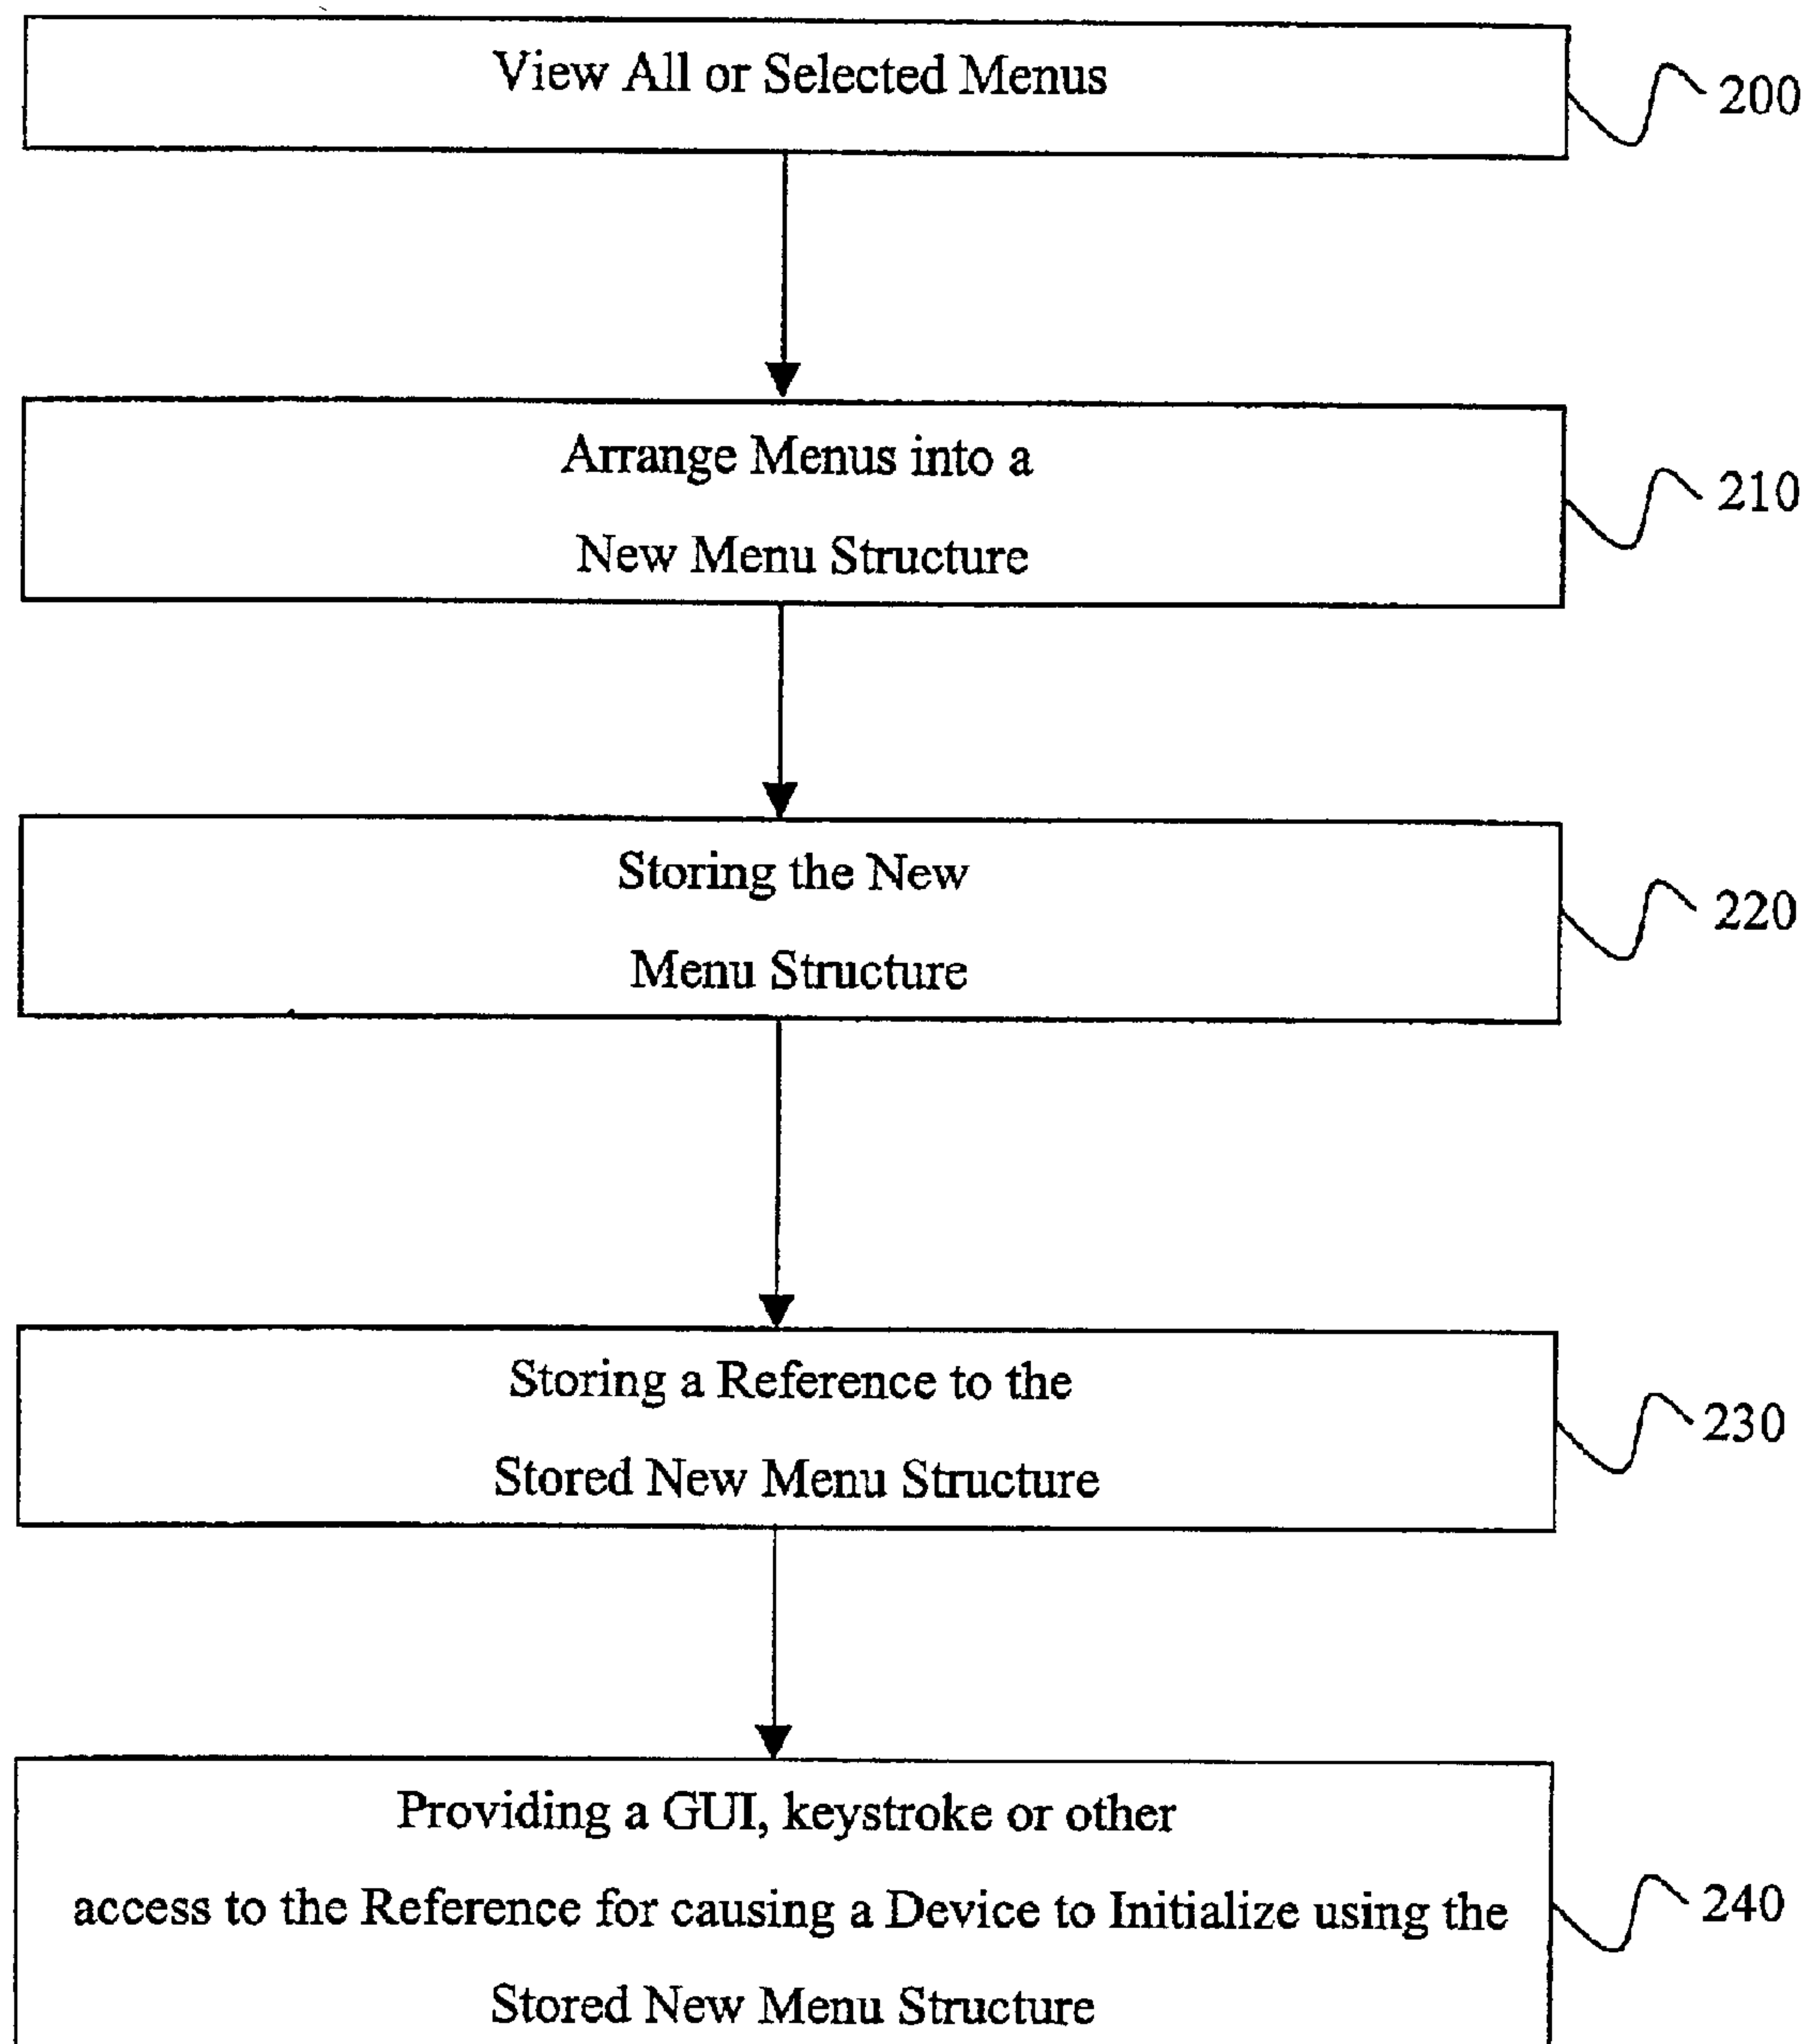 View All or Selected Menus
200
Arrange Menus into a
New Menu Structure
210
Storing the New
Menu Structure
220
Storing a Reference to the
Stored New Menu Structure
230
Providing a GUI, keystroke or other
access to the Reference for causing a Device to Initialize using the
Stored New Menu Structure
240